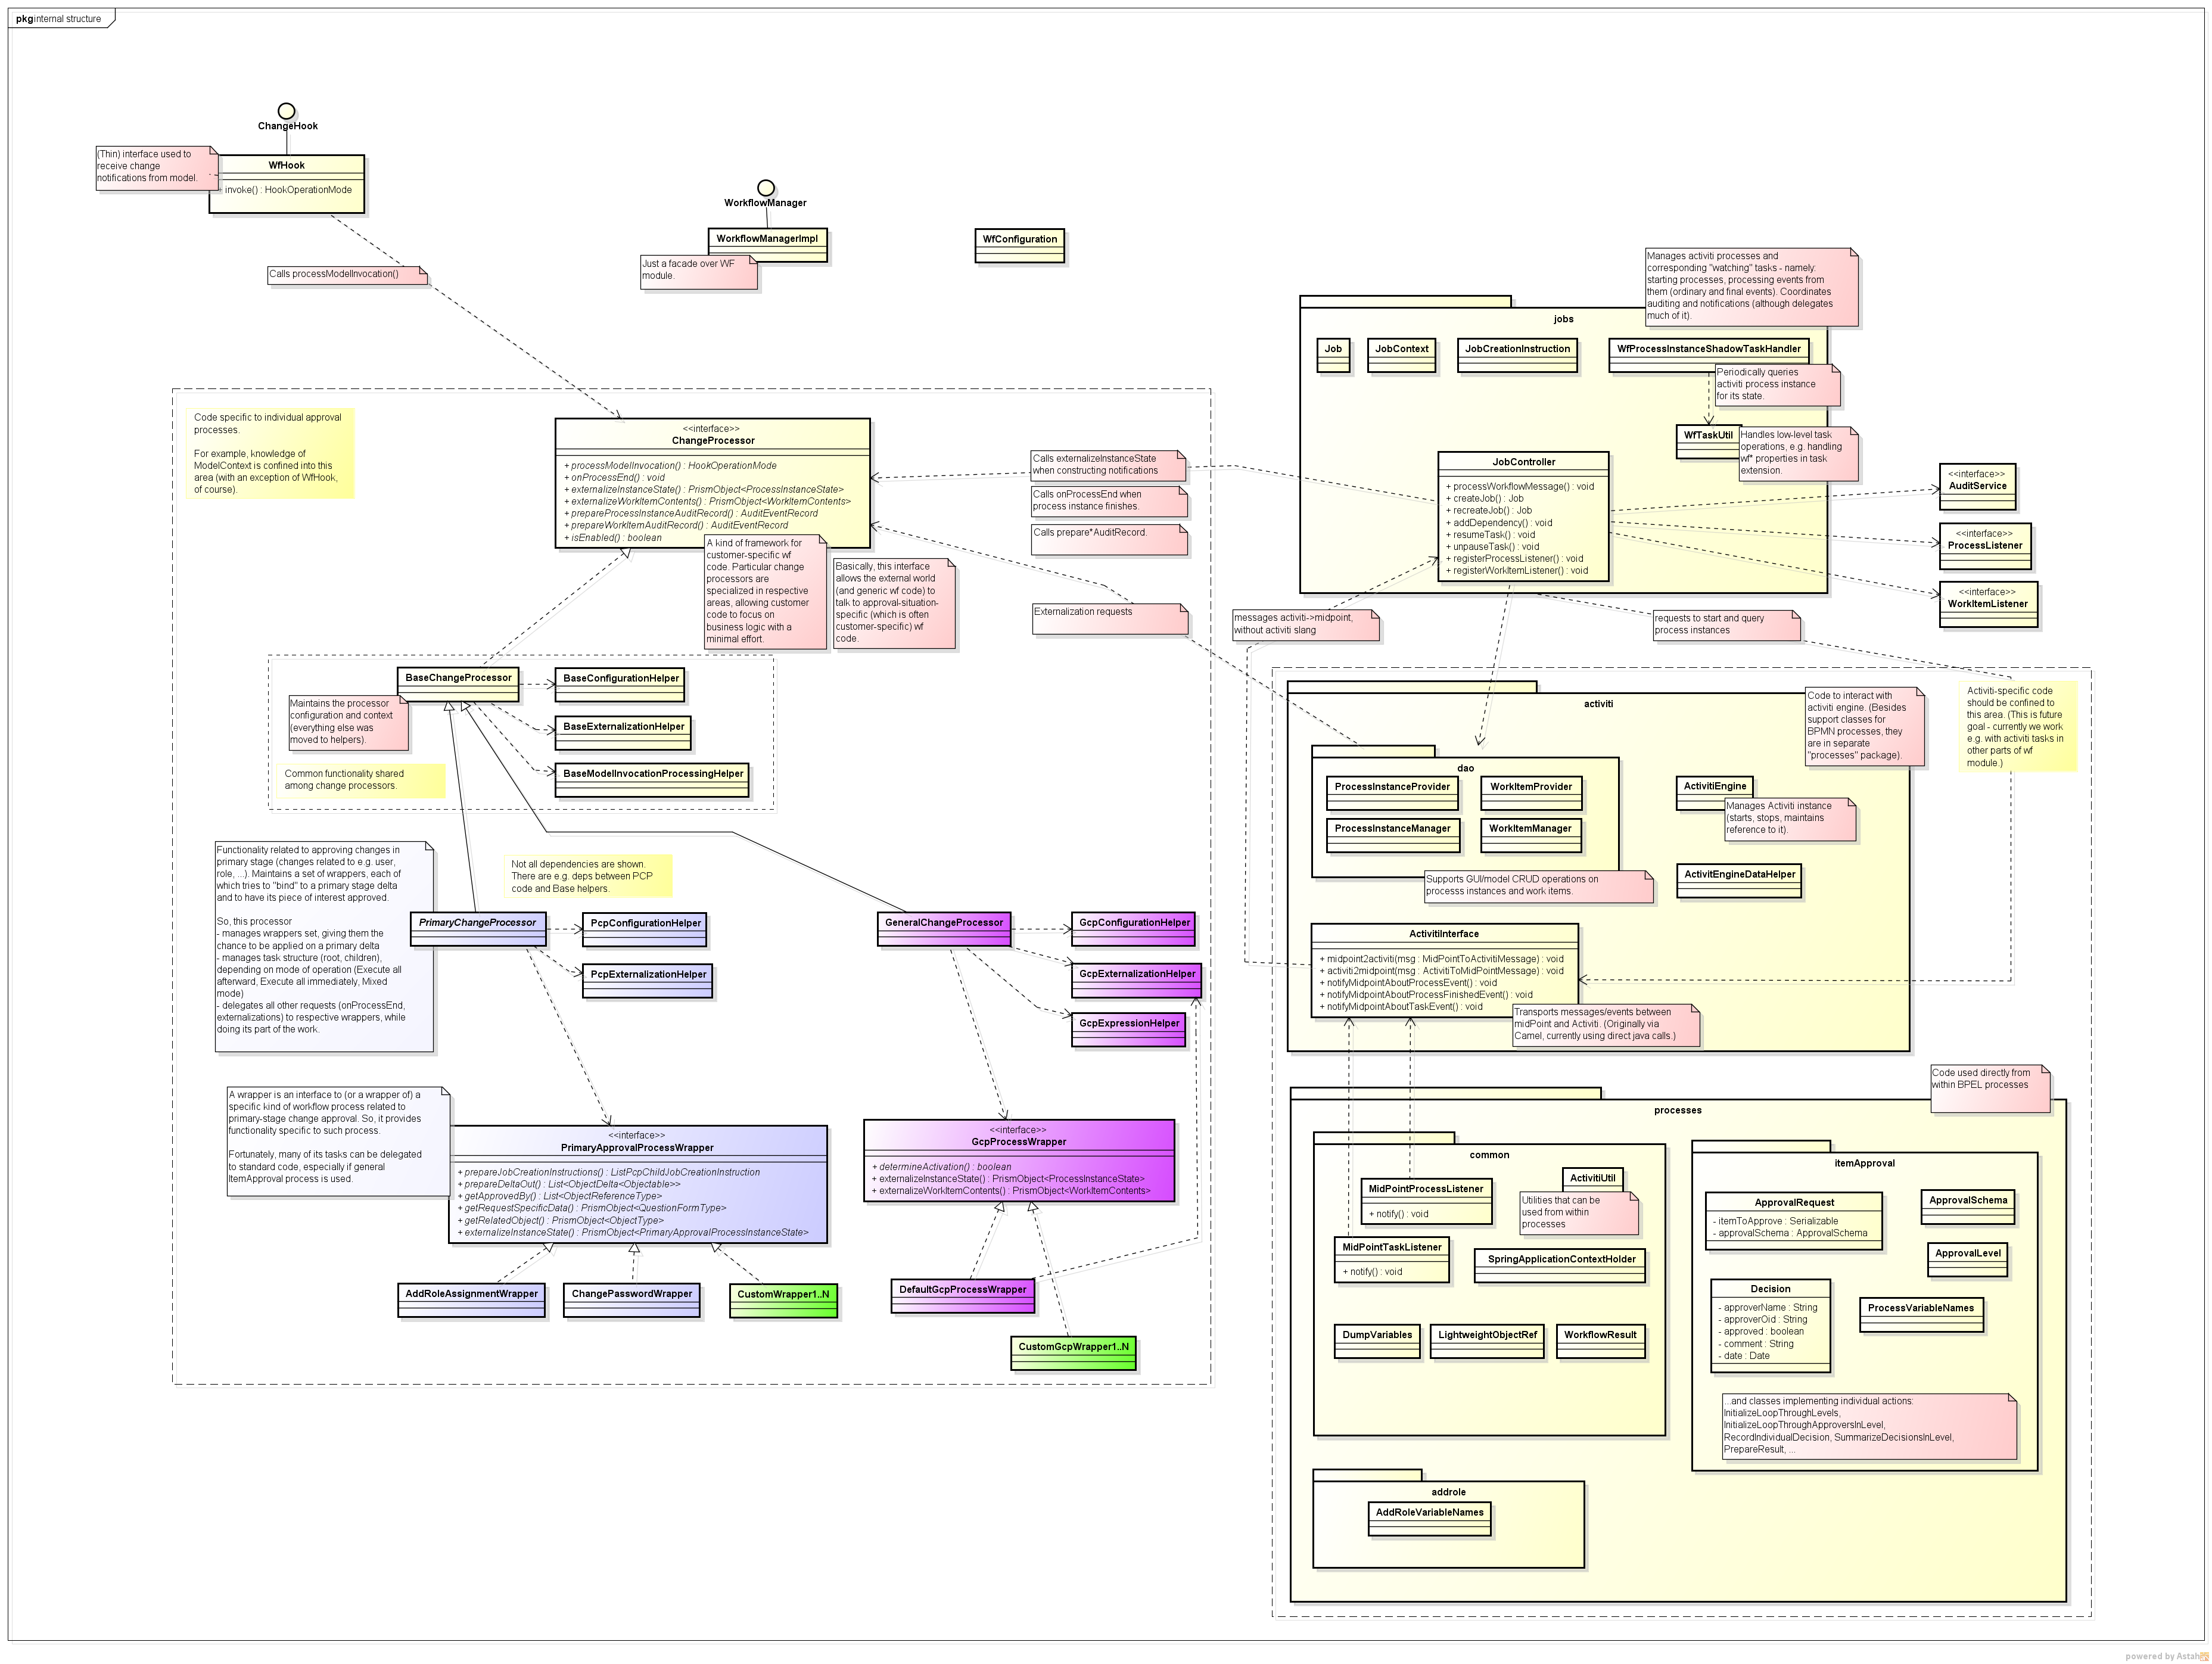 pkg internal structure
ChangeHook
(Thin) interface used to
receive change
notifications from model.
WfHook
+ invoke() : HookOperationMode
WorkflowManager
WorkflowManagerImpl
Just a facade over WF
module.
WfConfiguration
Calls processModelInvocation()
Code specific to individual approval
processes.
For example, knowledge of
ModelContext is confined into this
area (with an exception of WfHook,
of course).
<<interface>>
ChangeProcessor
+ processModelInvocation() : HookOperationMode
+ onProcessEnd() : void
+ externalizeInstanceState() : PrismObject<ProcessInstanceState>
+ externalizeWorkItemContents() : PrismObject<WorkItemContents>
+ prepareProcessInstanceAuditRecord() : AuditEventRecord
+ prepareWorkItemAuditRecord() : AuditEventRecord
+ isEnabled() : boolean
A kind of framework for
customer-specific wf
code. Particular change
processors are
specialized in respective
areas, allowing customer
code to focus on
business logic with a
minimal effort.
Basically, this interface
allows the external world
(and generic wf code) to
talk to approval-situation-
specific (which is often
customer-specific) wf
code.
Calls externalizeInstanceState
when constructing notifications
Calls onProcessEnd when
process instance finishes.
Calls prepare*AuditRecord.
Externalization requests
BaseChangeProcessor
Maintains the processor
configuration and context
(everything else was
moved to helpers).
BaseConfigurationHelper
BaseExternalizationHelper
BaseModelInvocationProcessingHelper
Common functionality shared
among change processors.
Functionality related to approving changes in
primary stage (changes related to e.g. user,
role, ...). Maintains a set of wrappers, each of
which tries to "bind" to a primary stage delta
and to have its piece of interest approved.
So, this processor
- manages wrappers set, giving them the
chance to be applied on a primary delta
- manages task structure (root, children),
depending on mode of operation (Execute all
afterward, Execute all immediately, Mixed
mode)
- delegates all other requests (onProcessEnd,
externalizations) to respective wrappers, while
doing its part of the work.
Not all dependencies are shown.
There are e.g. deps between PCP
code and Base helpers.
PrimaryChangeProcessor
PcpConfigurationHelper
PcpExternalizationHelper
GeneralChangeProcessor
GcpConfigurationHelper
GcpExternalizationHelper
GcpExpressionHelper
A wrapper is an interface to (or a wrapper of) a
specific kind of workflow process related to
primary-stage change approval. So, it provides
functionality specific to such process.
Fortunately, many of its tasks can be delegated
to standard code, especially if general
ItemApproval process is used.
<<interface>>
PrimaryApprovalProcessWrapper
+ prepareJobCreationInstructions() : ListPcpChildJobCreationInstruction
+ prepareDeltaOut() : List<ObjectDelta<Objectable>>
+ getApprovedBy() : List<ObjectReferenceType>
+ getRequestSpecificData() : PrismObject<QuestionFormType>
+ getRelatedObject() : PrismObject<ObjectType>
+ externalizeInstanceState() : PrismObject<PrimaryApprovalProcessInstanceState>
AddRoleAssignmentWrapper
ChangePasswordWrapper
CustomWrapper1..N
<<interface>>
GcpProcessWrapper
+ determineActivation() : boolean
+ externalizeInstanceState() : PrismObject<ProcessInstanceState>
+ externalizeWorkItemContents() : PrismObject<WorkItemContents>
DefaultGcpProcessWrapper
CustomGcpWrapper1..N
Manages activiti processes and
corresponding "watching" tasks - namely:
starting processes, processing events from
them (ordinary and final events). Coordinates
auditing and notifications (although delegates
much of it).
jobs
Job
JobContext
JobCreationInstruction
WfProcessInstanceShadowTaskHandler
Periodically queries
activiti process instance
for its state.
WfTaskUtil
Handles low-level task
operations, e.g. handling
wf* properties in task
extension.
JobController
+ processWorkflowMessage() : void
+ createJob() : Job
+ recreateJob() : Job
+ addDependency() : void
+ resumeTask() : void
+ unpauseTask() : void
+ registerProcessListener() : void
+ registerWorkItemListener() : void
<<interface>>
AuditService
<<interface>>
ProcessListener
<<interface>>
WorkItemListener
messages activiti->midpoint,
without activiti slang
requests to start and query
process instances
activiti
Code to interact with
activiti engine. (Besides
support classes for
BPMN processes, they
are in separate
"processes" package).
Activiti-specific code
should be confined to
this area. (This is future
goal - currently we work
e.g. with activiti tasks in
other parts of wf
module.)
dao
ProcessInstanceProvider
WorkItemProvider
ProcessInstanceManager
WorkItemManager
Supports GUI/model CRUD operations on
processs instances and work items.
ActivitiEngine
Manages Activiti instance
(starts, stops, maintains
reference to it).
ActivitEngineDataHelper
ActivitiInterface
+ midpoint2activiti(msg : MidPointToActivitiMessage) : void
+ activiti2midpoint(msg : ActivitiToMidPointMessage) : void
+ notifyMidpointAboutProcessEvent() : void
+ notifyMidpointAboutProcessFinishedEvent() : void
+ notifyMidpointAboutTaskEvent() : void
Transports messages/events between
midPoint and Activiti. (Originally via
Camel, currently using direct java calls.)
Code used directly from
within BPEL processes
processes
common
MidPointProcessListener
+ notify() : void
ActivitiUtil
Utilities that can be
used from within
processes
MidPointTaskListener
+ notify() : void
SpringApplicationContextHolder
DumpVariables
LightweightObjectRef
WorkflowResult
itemApproval
ApprovalRequest
- itemToApprove : Serializable
- approvalSchema : ApprovalSchema
ApprovalSchema
ApprovalLevel
Decision
- approverName : String
- approverOid : String
- approved : boolean
- comment : String
- date : Date
ProcessVariableNames
...and classes implementing individual actions:
InitializeLoopThroughLevels,
InitializeLoopThroughApproversInLevel,
RecordIndividualDecision, SummarizeDecisionsInLevel,
PrepareResult, ...
addrole
AddRoleVariableNames
powered by Astah